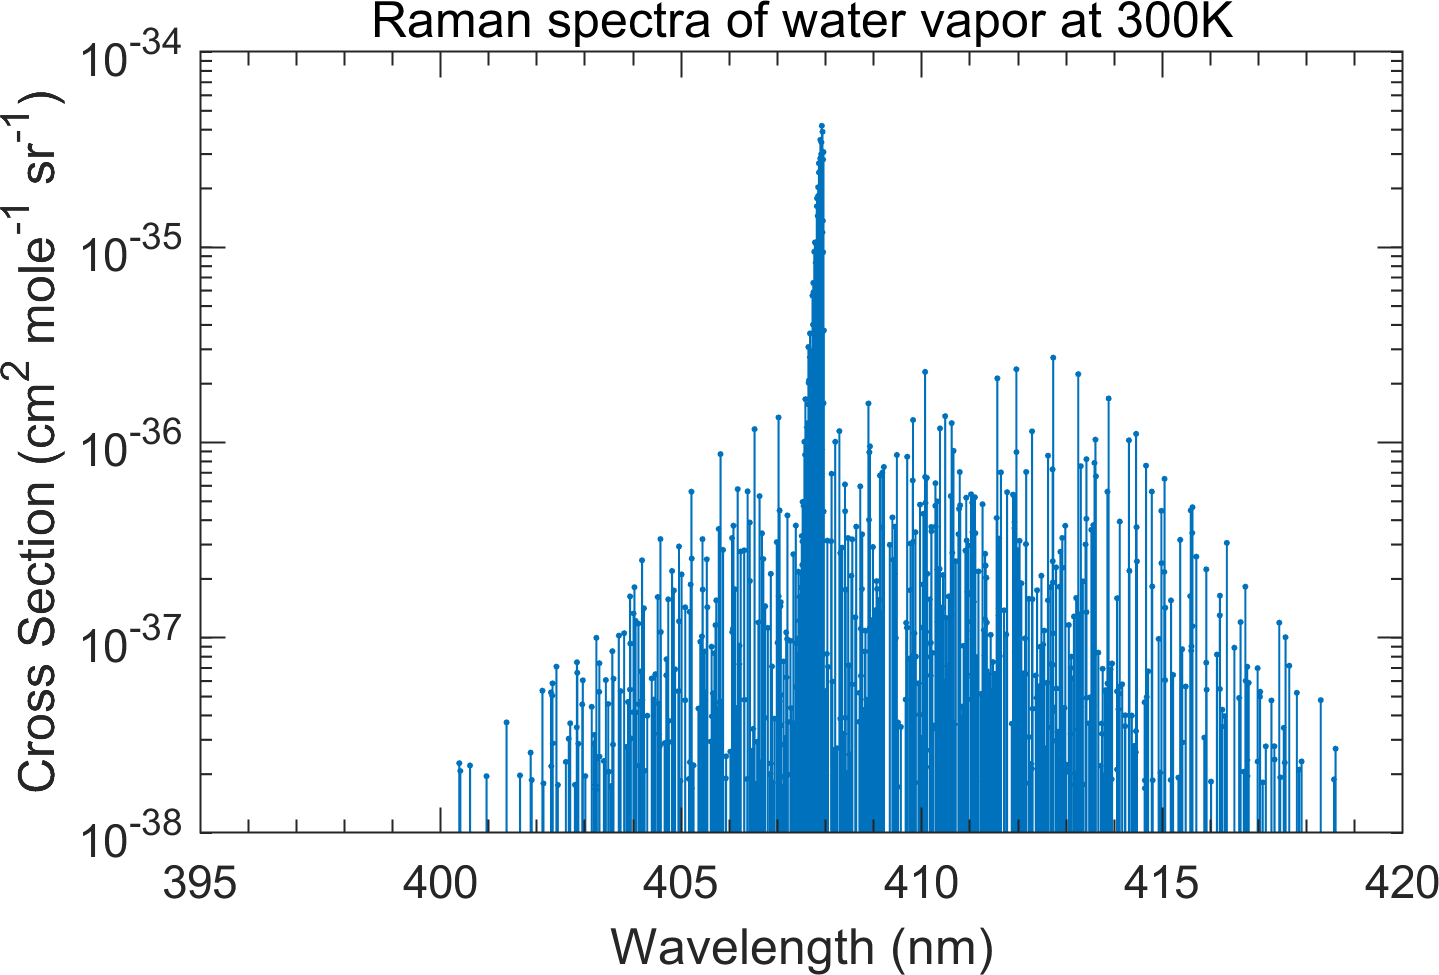 Raman spectra of water vapor at 300K
10^-34
10^-35
10^-36
10^-37
10^-38
Cross Section (cm^2 mole^-1 sr^-1)
395 400 405 410 415 420
Wavelength (nm)